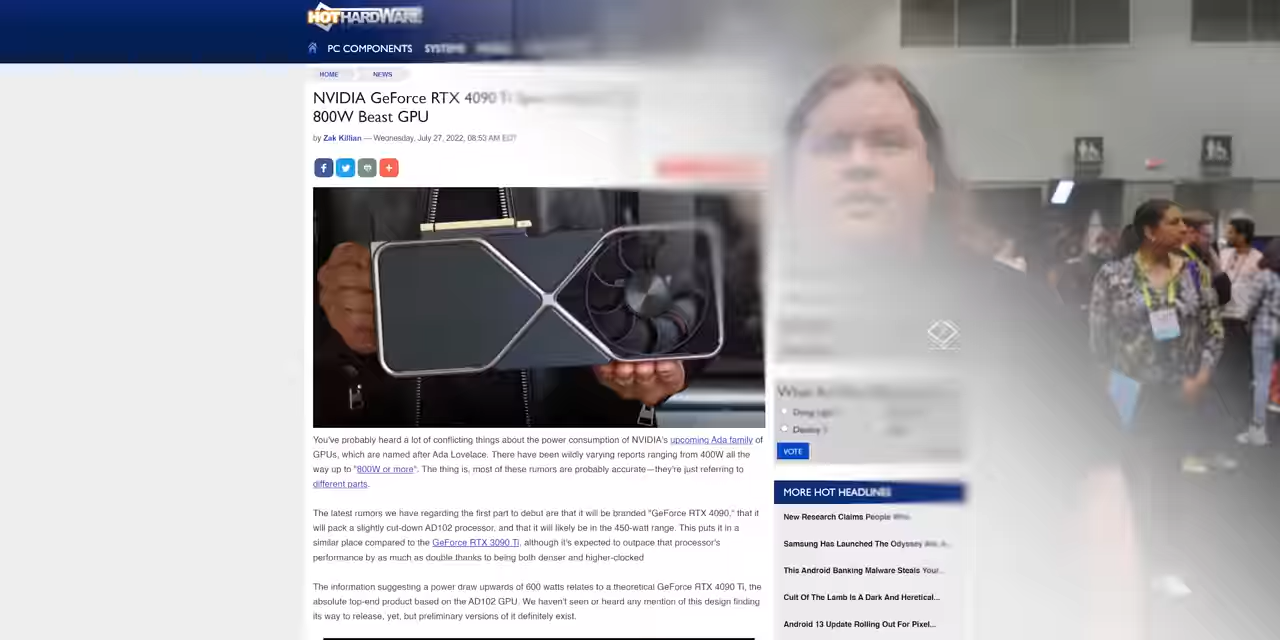 HOTHARDWARE
PC COMPONENTS SYSTEMS
HOME NEWS
NVIDIA GeForce RTX 4090 Ti
800W Beast GPU
by Zak Killian — Wednesday, July 27, 2022, 08:53 AM EDT
You've probably heard a lot of conflicting things about the power consumption of NVIDIA's upcoming Ada family of
GPUs, which are named after Ada Lovelace. There have been wildly varying reports ranging from 400W all the
way up to "800W or more". The thing is, most of these rumors are probably accurate—they're just referring to
different parts.
The latest rumors we have regarding the first part to debut are that it will be branded "GeForce RTX 4090," that it
will pack a slightly cut-down AD102 processor, and that it will likely be in the 450-watt range. This puts it in a
similar place compared to the GeForce RTX 3090 Ti, although it's expected to outpace that processor's
performance by as much as double thanks to being both denser and higher-clocked
The information suggesting a power draw upwards of 600 watts relates to a theoretical GeForce RTX 4090 Ti, the
absolute top-end product based on the AD102 GPU. We haven't seen or heard any mention of this design finding
its way to release, yet, but preliminary versions of it definitely exist.
VOTE
MORE HOT HEADLINES
New Research Claims People Who
Samsung Has Launched The Odyssey
This Android Banking Malware Steals Your...
Cult Of The Lamb Is A Dark And Heretical...
Android 13 Update Rolling Out For Pixel...